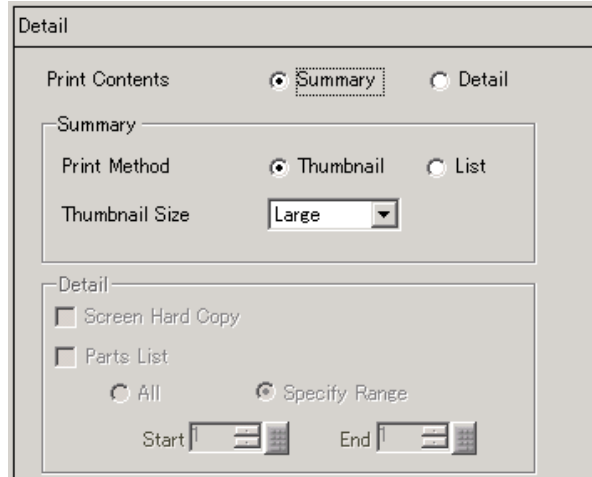 Detail
Print Contents Summary Detail
Summary
Print Method Thumbnail List
Thumbnail Size Large
Detail
Screen Hard Copy
Parts List
All Specify Range
Start 1 End 1